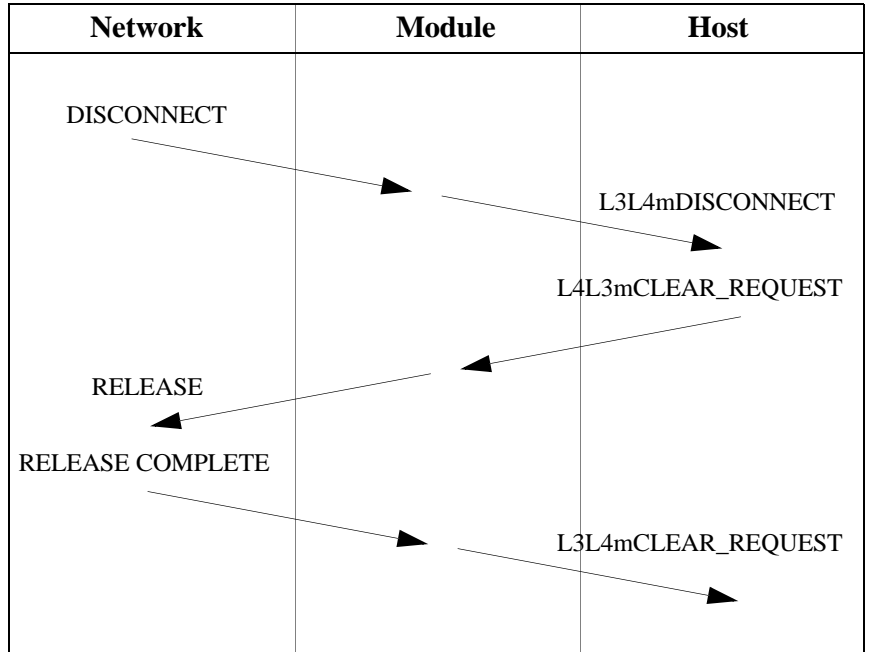 Network Module Host
DISCONNECT
L3L4mDISCONNECT
L4L3mCLEAR_REQUEST
RELEASE
RELEASE COMPLETE
L3L4mCLEAR_REQUEST